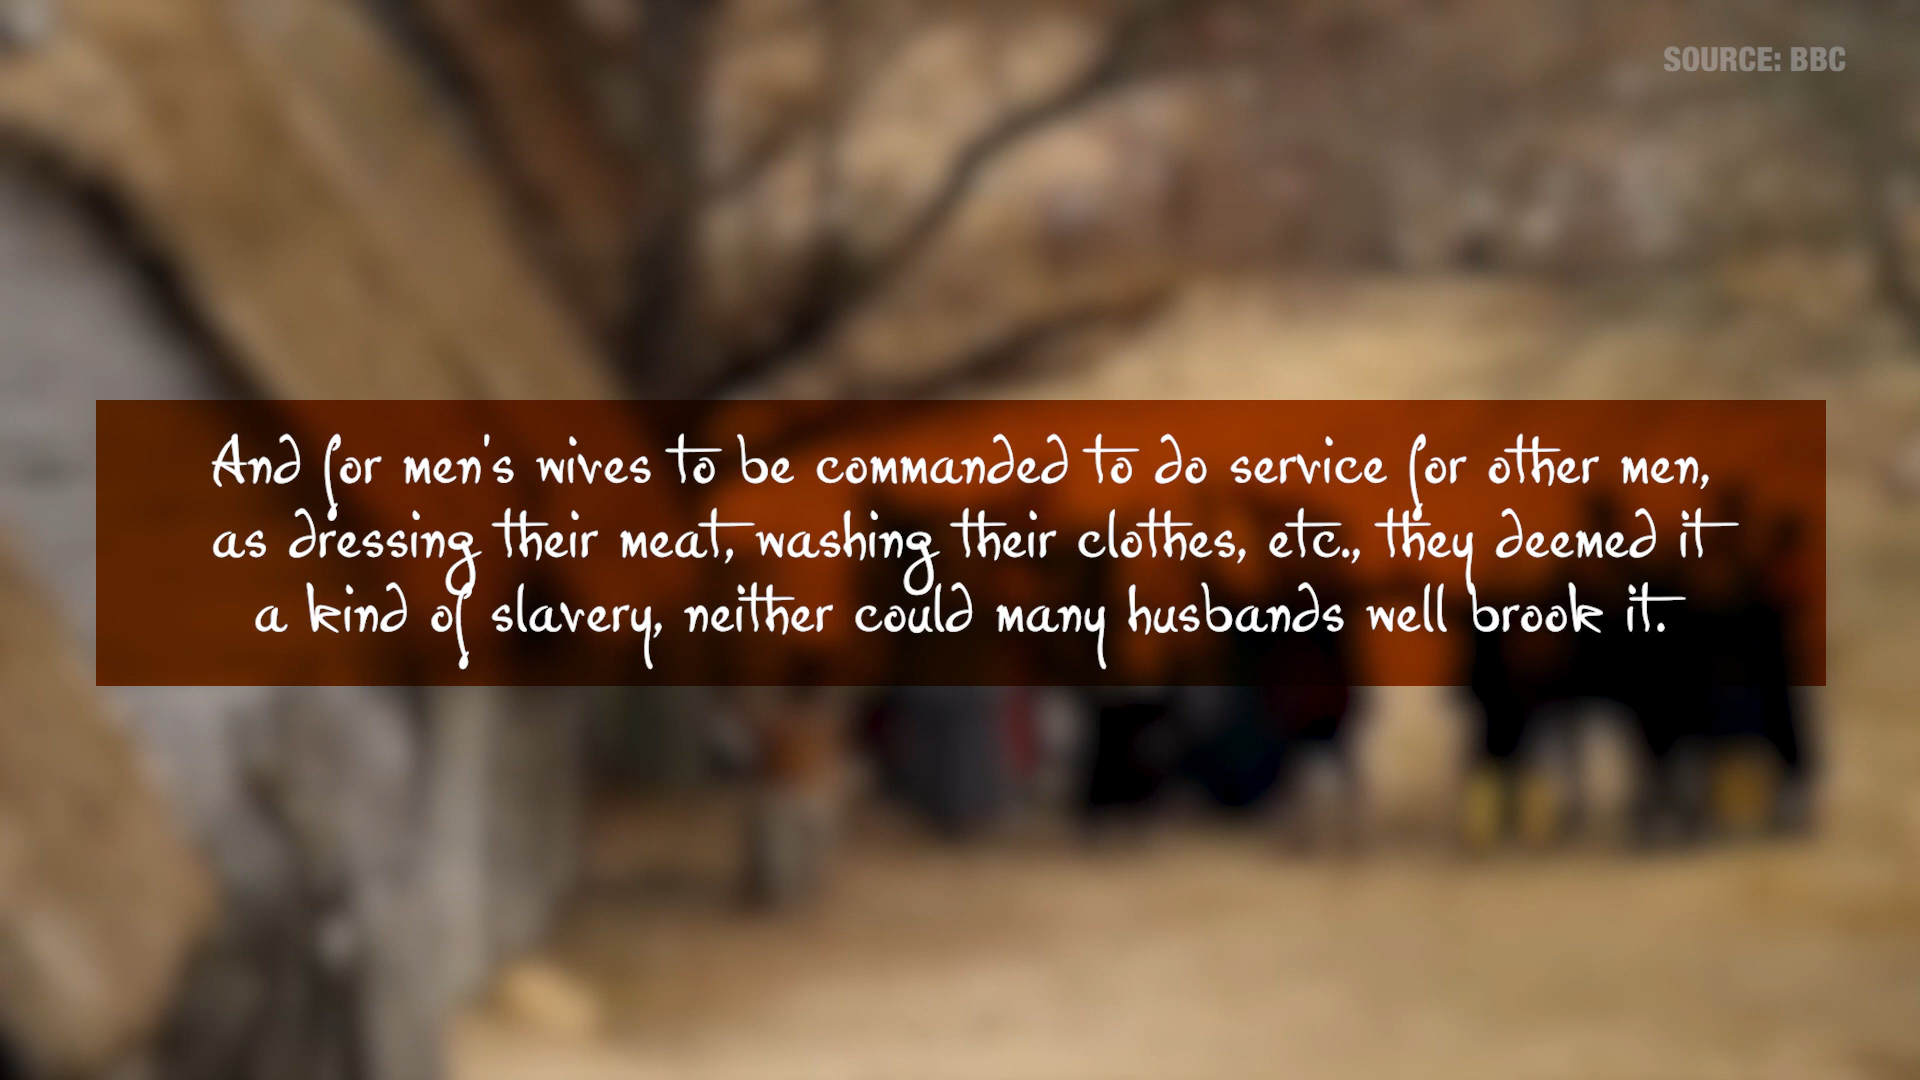 SOURCE: BBC
And for men's wives to be commanded to do service for other men,
as dressing their meat, washing their clothes, etc., they deemed it
a kind of slavery, neither could many husbands well brook it.